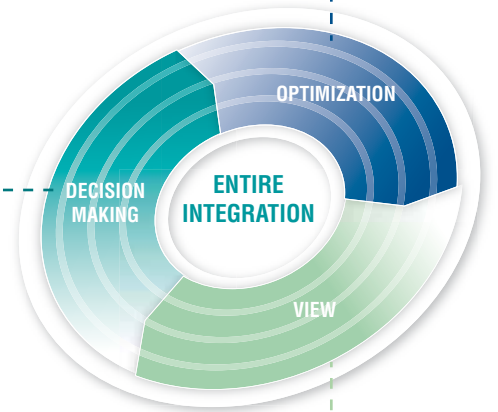 OPTIMIZATION
DECISION
MAKING
ENTIRE
INTEGRATION
VIEW